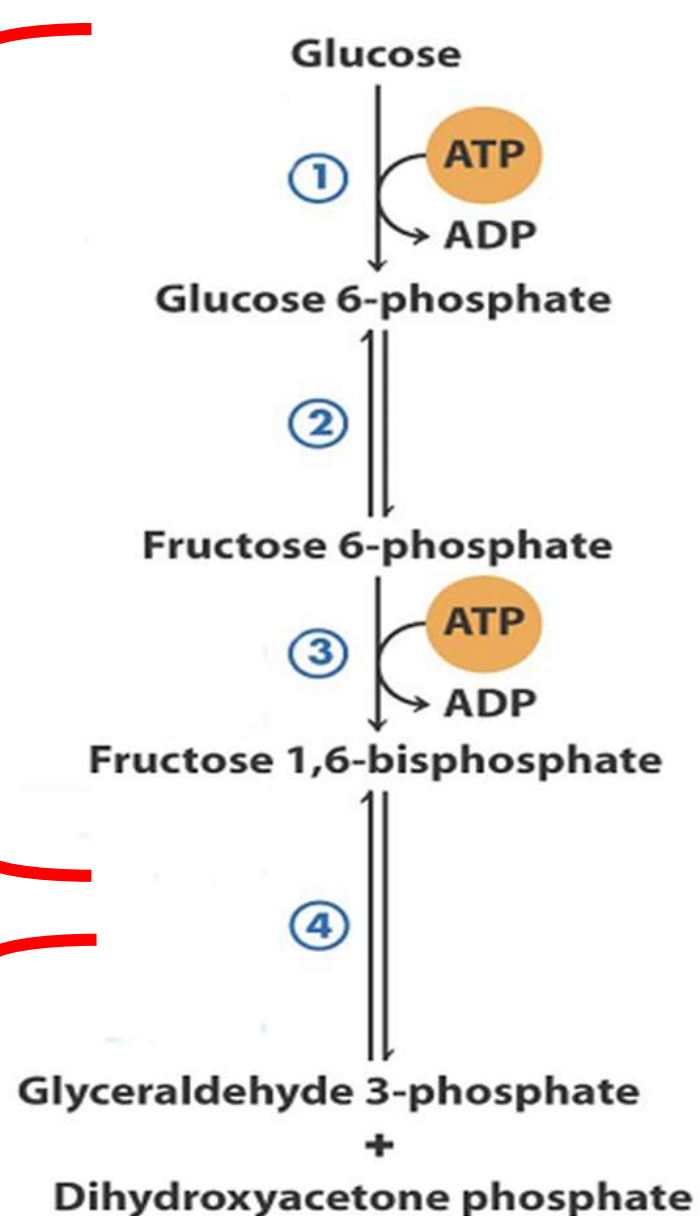 Glucose
ATP
1
ADP
Glucose 6-phosphate
2
Fructose 6-phosphate
ATP
3
ADP
Fructose 1,6-bisphosphate
4
Glyceraldehyde 3-phosphate
+
Dihydroxyacetone phosphate